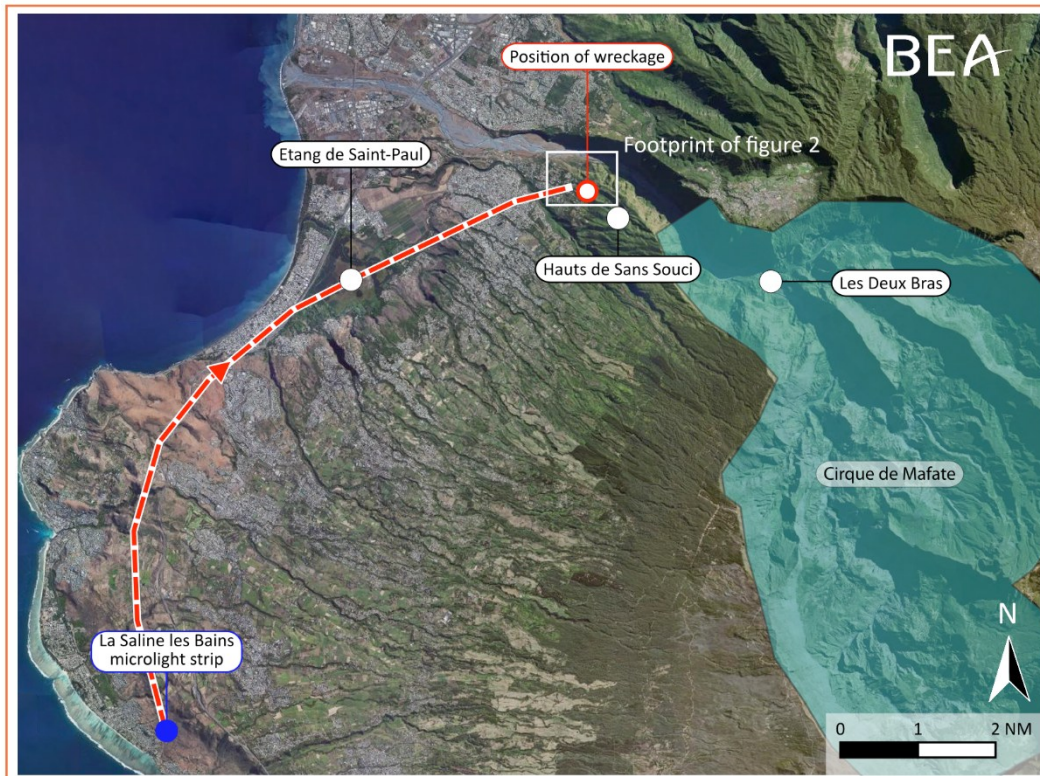 BEA
Position of wreckage
Footprint of figure 2
Etang de Saint-Paul
Hauts de Sans Souci
Les Deux Bras
Cirque de Mafate
La Saline les Bains
microlight strip
N
0 1 2 NM